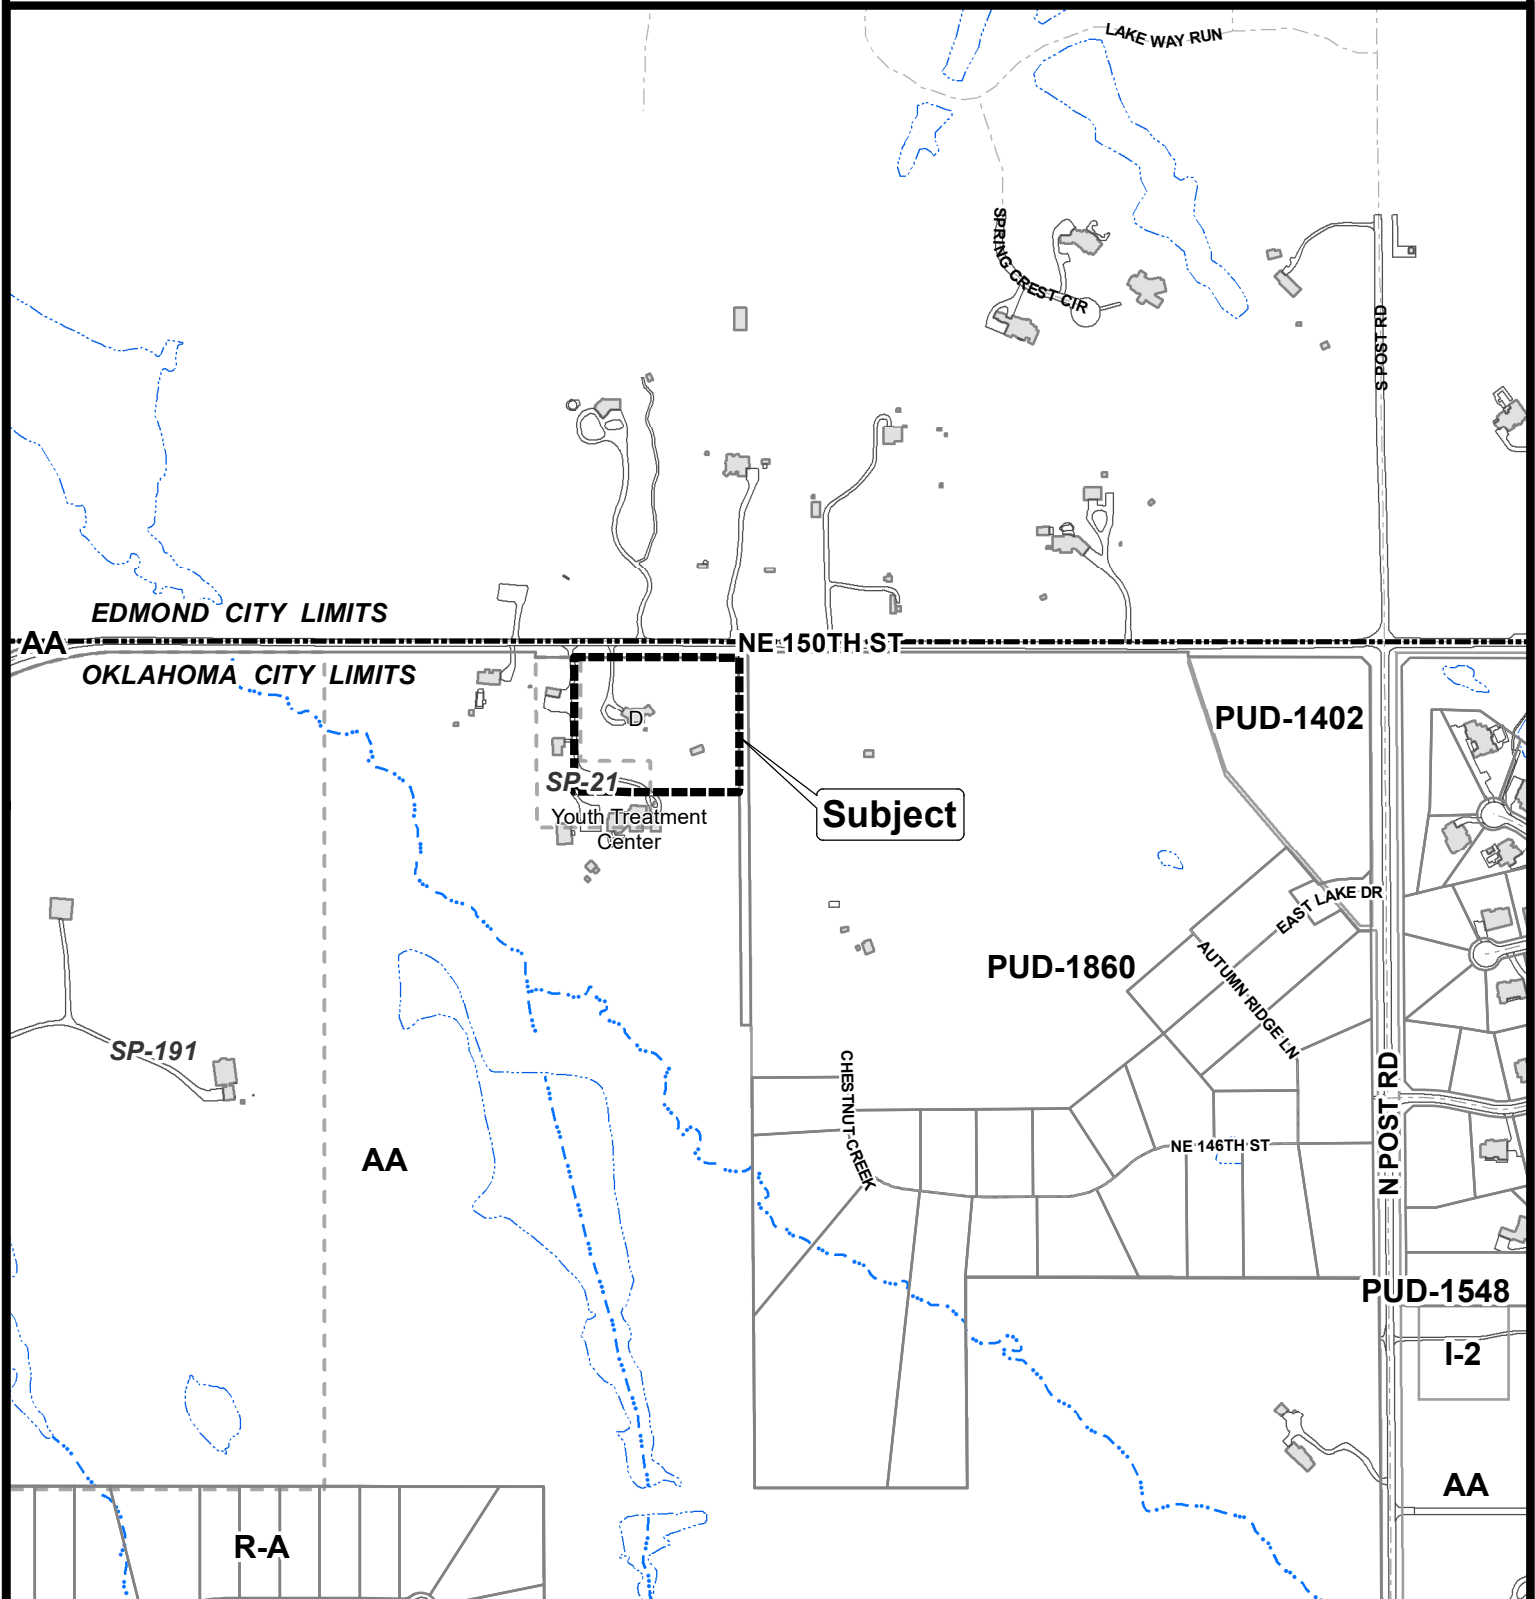 LAKE WAY RUN
SPRING CREST CIR
S POST RD
EDMOND CITY LIMITS
AA
NE 150TH ST
OKLAHOMA CITY LIMITS
D
PUD-1402
SP-21
Youth Treatment
Center
Subject
EAST LAKE DR
PUD-1860
AUTUMN RIDGE LN
SP-191
CHESTNUT CREEK
N POST RD
NE 146TH ST
AA
PUD-1548
I-2
AA
R-A